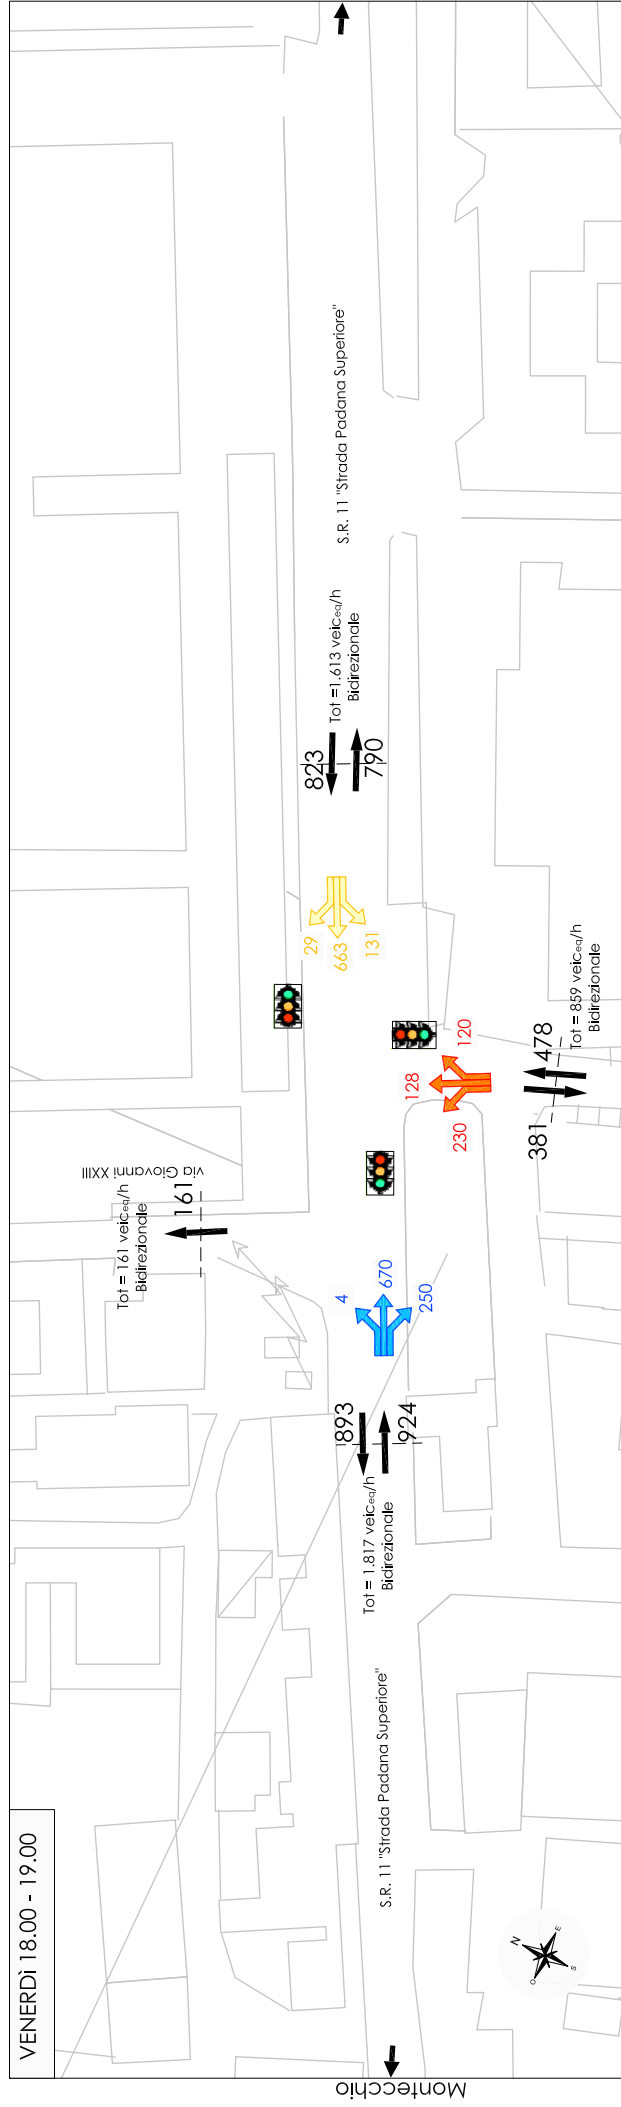 VENERDÌ 18.00 - 19.00
via Giovanni XXIII
Tot = 161 veiceq/h
Bidirezionale
161
S.R. 11 "Strada Padana Superiore"
Tot =1.613 veiceq/h
Bidirezionale
823
790
29
663
131
120
128
230
478
381
Tot = 859 veiceq/h
Bidirezionale
4
670
250
893
924
Tot = 1.817 veiceq/h
Bidirezionale
S.R. 11 "Strada Padana Superiore"
Montecchio
N
E
S
O